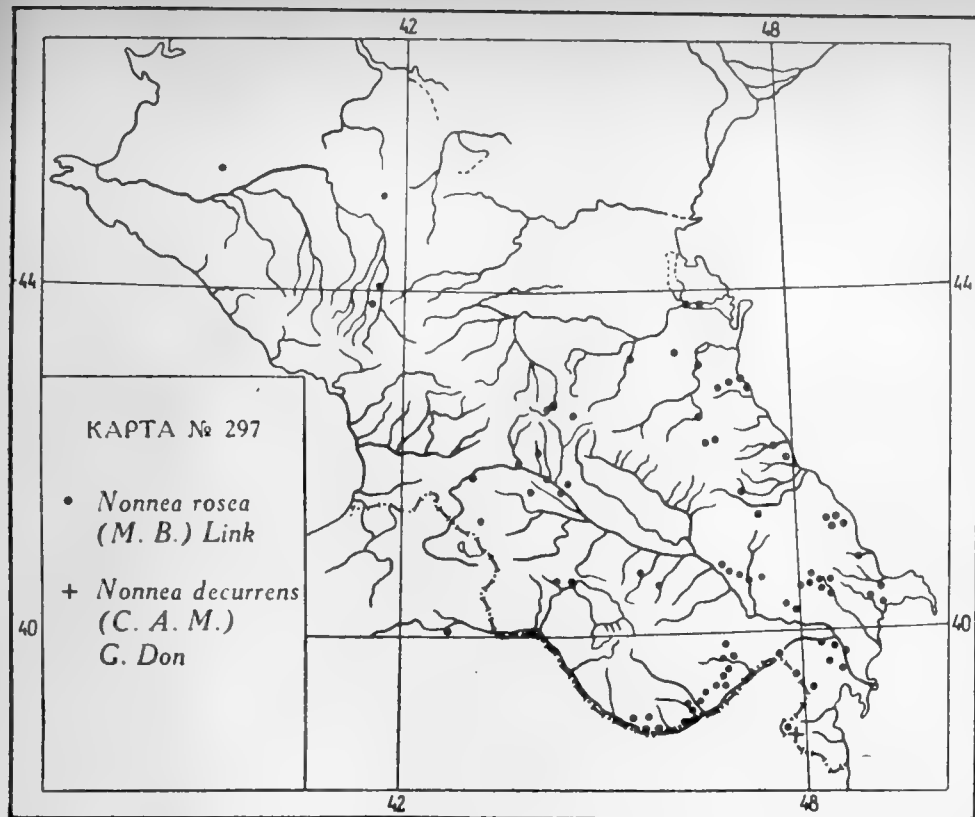 42 48
44 44
КАРТА № 297
• Nonnea rosea
(M. B.) Link
+ Nonnea decurrens
(C. A. M.)
G. Don
40 40
42 48